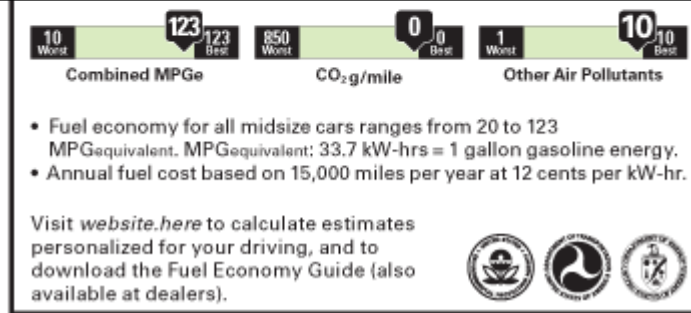 123
10 Worst 123 Best
850 Worst 0 0 Best
1 Worst 10 10 Best
Combined MPGe
CO₂ g/mile
Other Air Pollutants
• Fuel economy for all midsize cars ranges from 20 to 123
MPGequivalent. MPGequivalent: 33.7 kW-hrs = 1 gallon gasoline energy.
• Annual fuel cost based on 15,000 miles per year at 12 cents per kW-hr.
Visit website.here to calculate estimates
personalized for your driving, and to
download the Fuel Economy Guide (also
available at dealers).